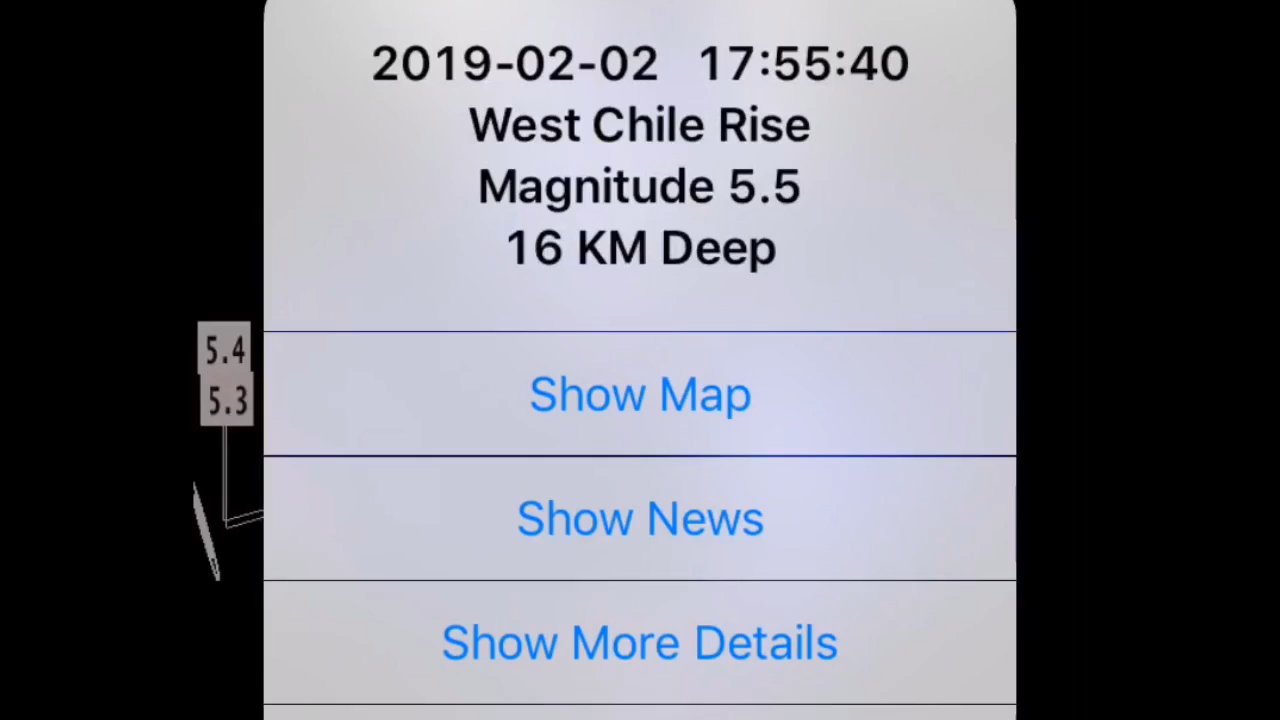 2019-02-02 17:55:40
West Chile Rise
Magnitude 5.5
16 KM Deep
5.4
5.3
Show Map
Show News
Show More Details